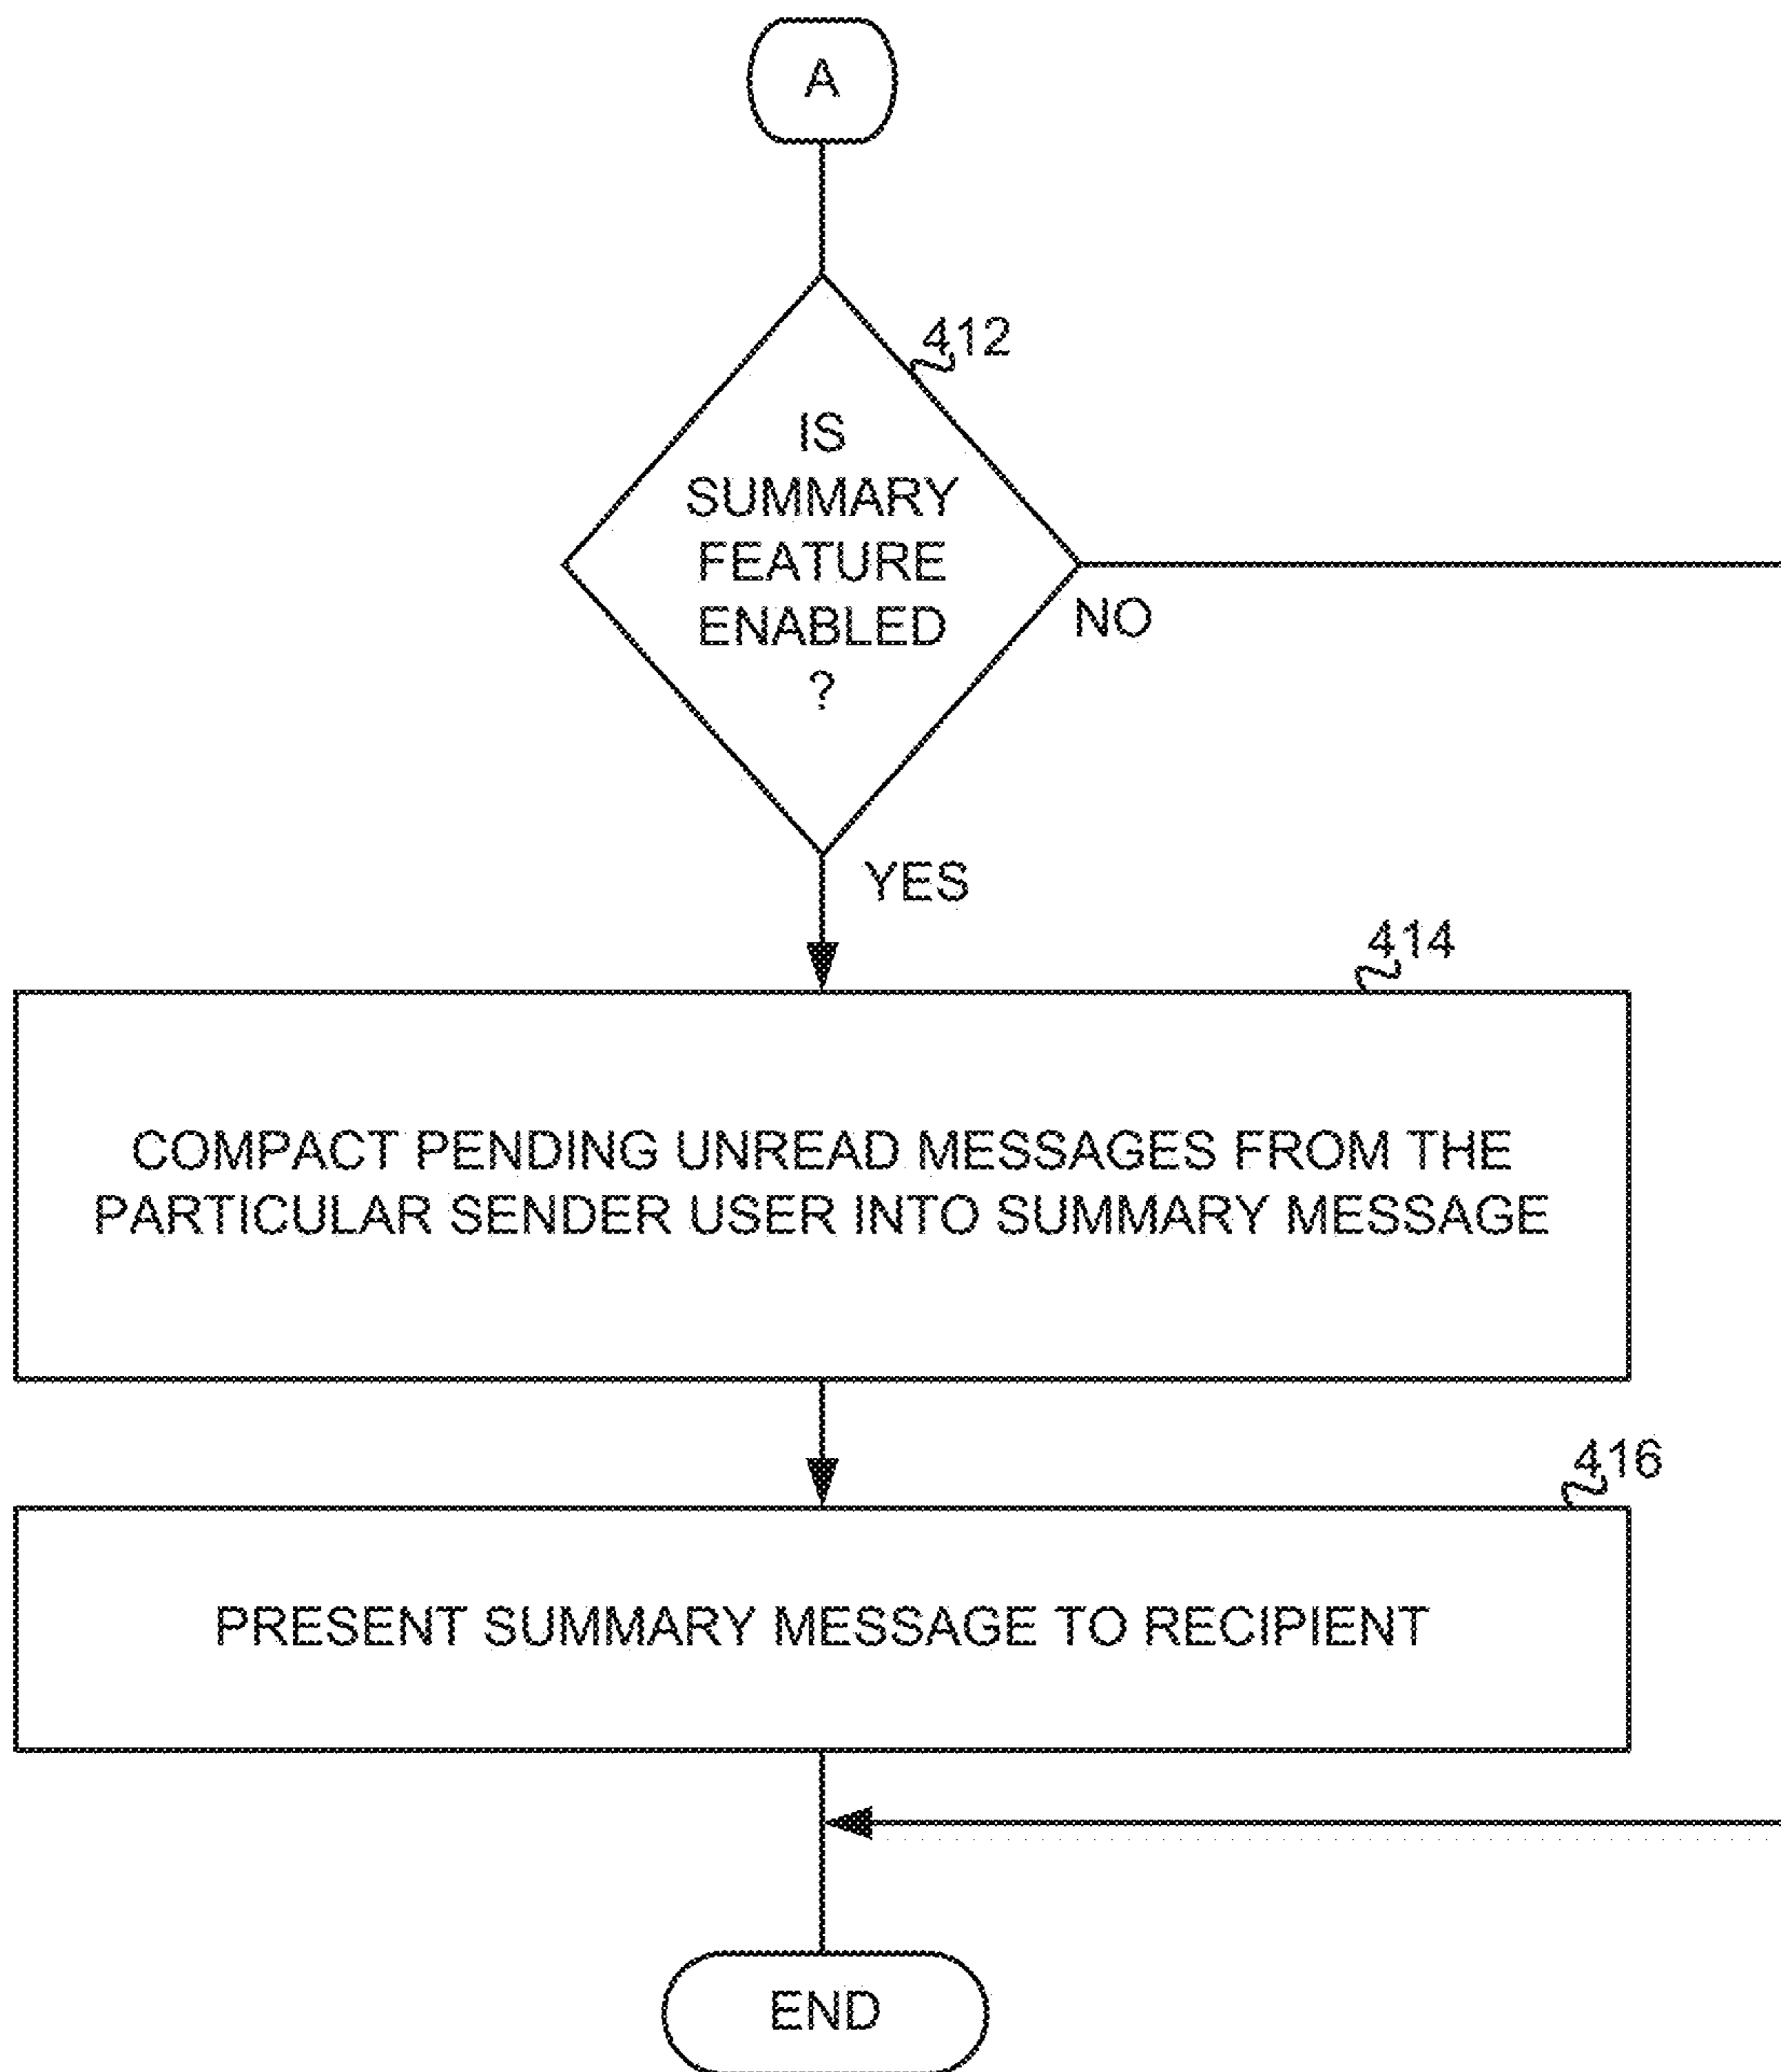 A
412
IS
SUMMARY
FEATURE
ENABLED
?
NO
YES
414
COMPACT PENDING UNREAD MESSAGES FROM THE
PARTICULAR SENDER USER INTO SUMMARY MESSAGE
416
PRESENT SUMMARY MESSAGE TO RECIPIENT
END